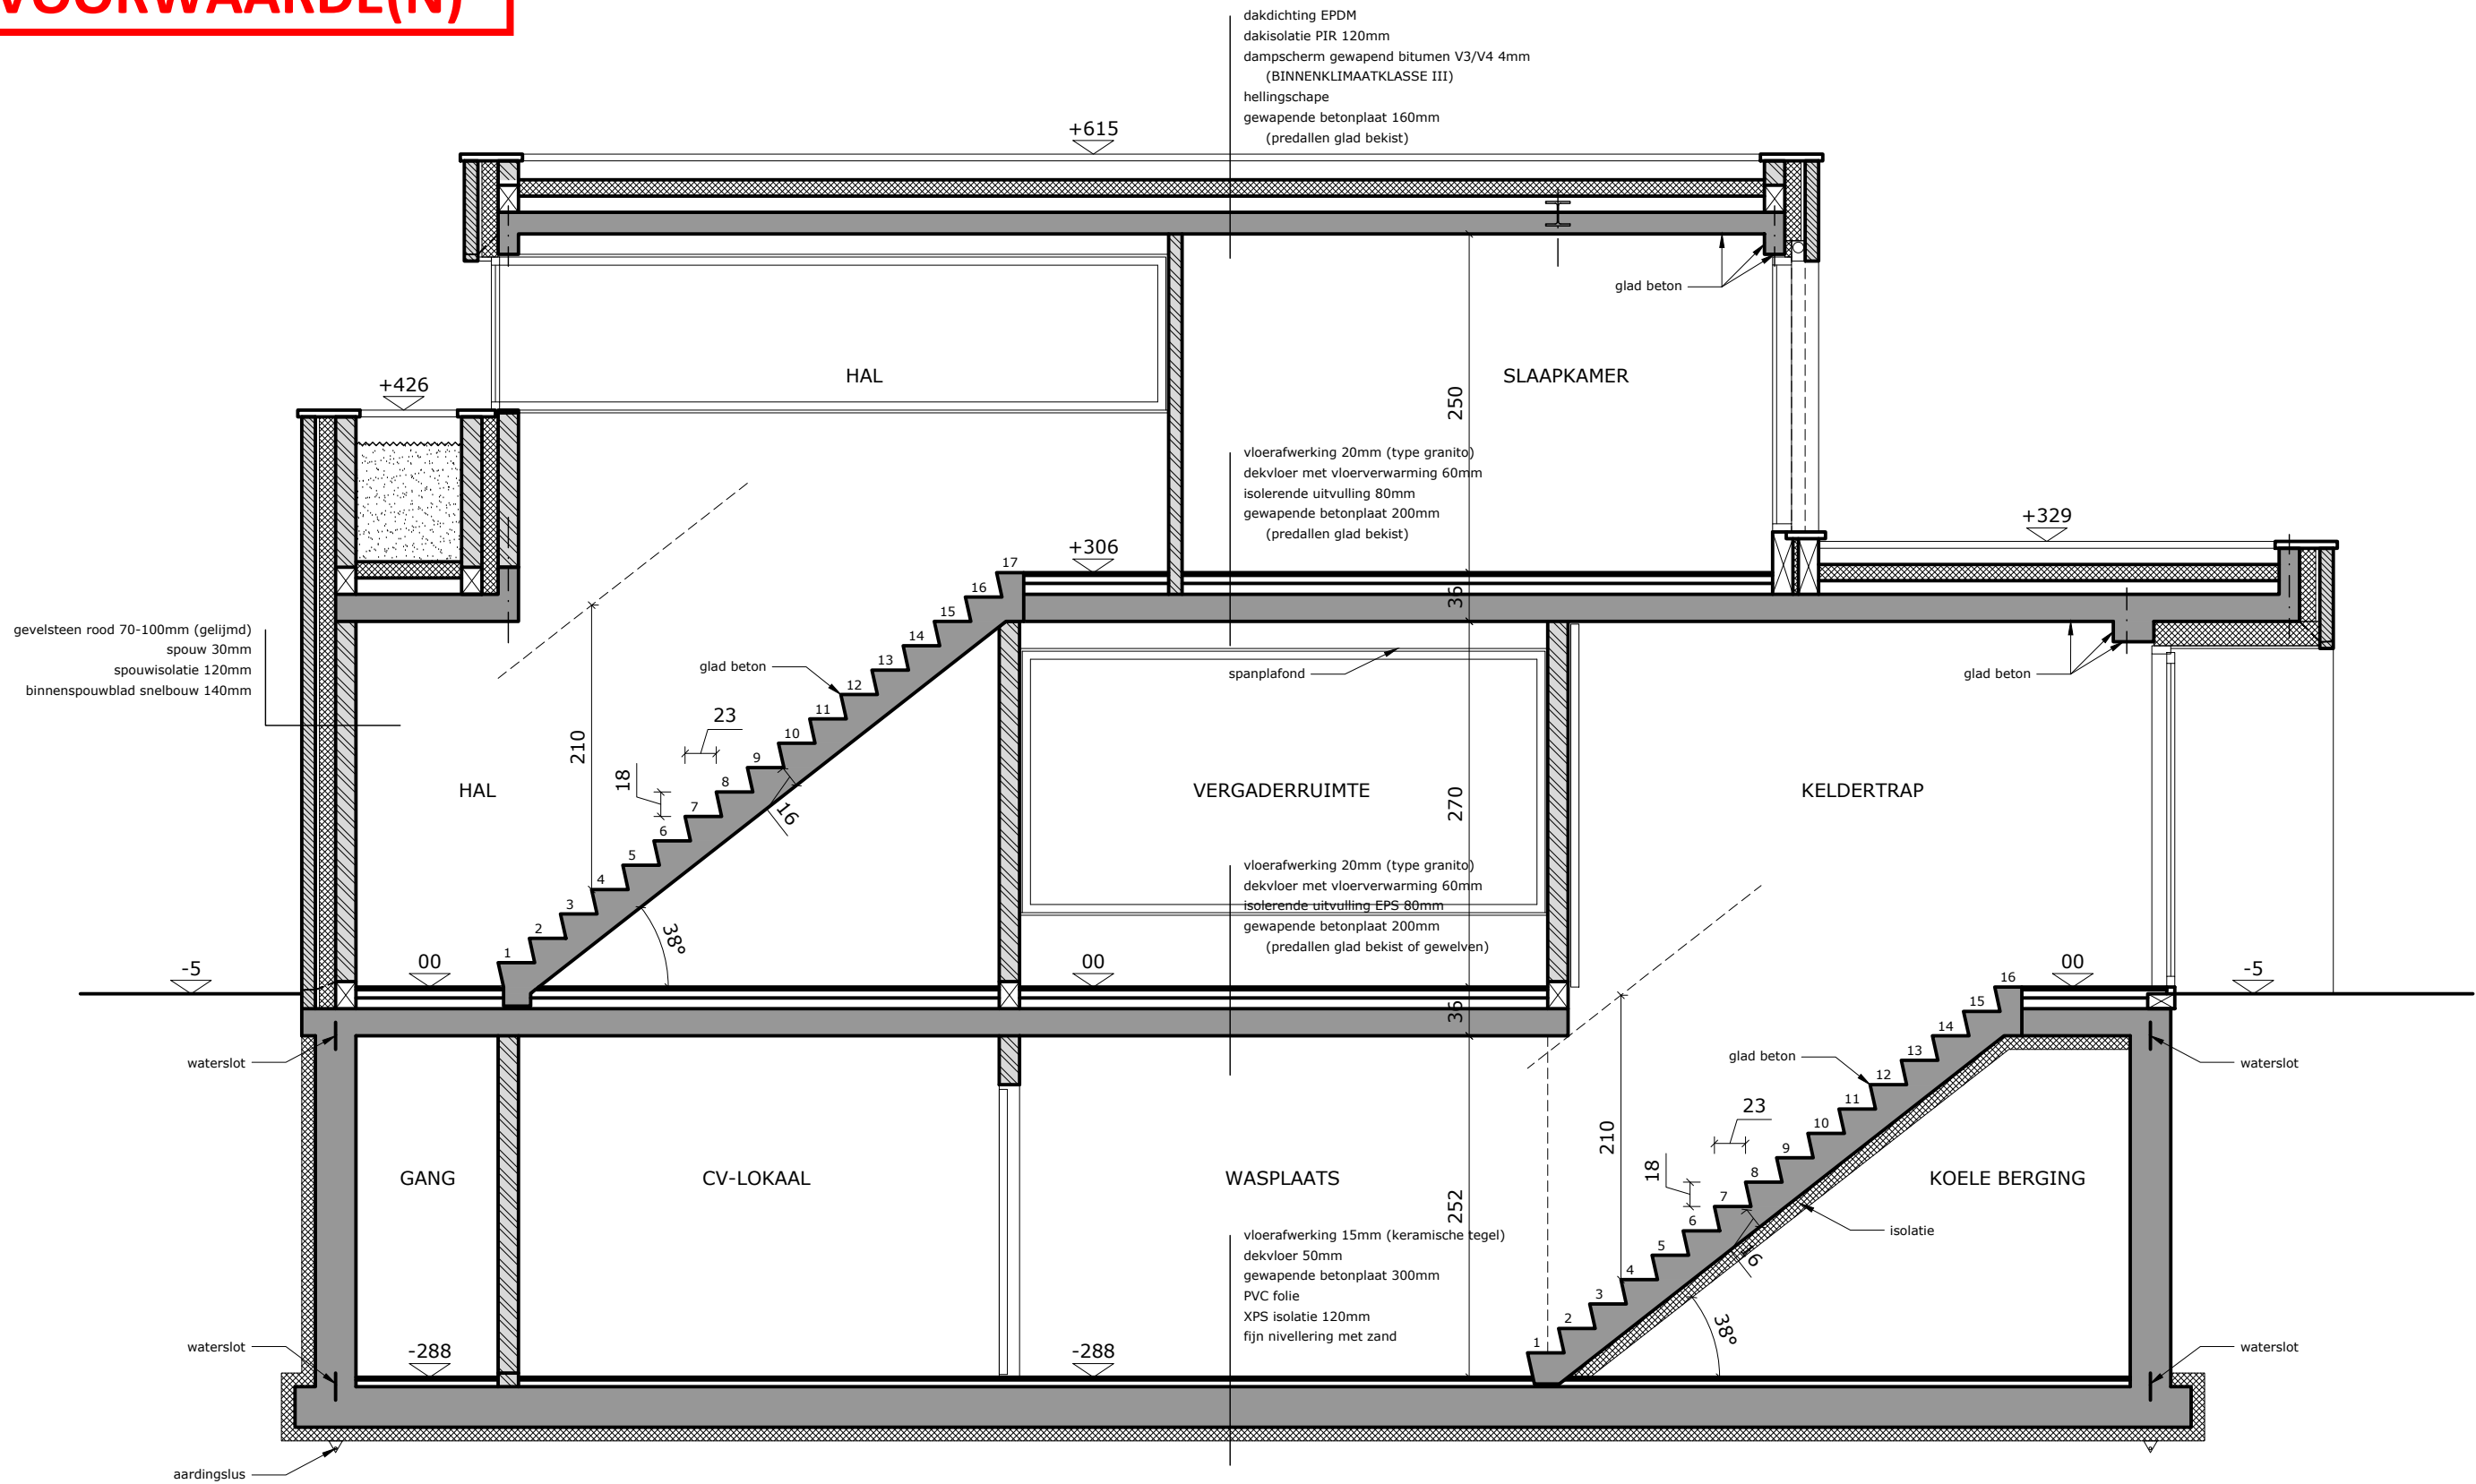 VOORWAARDE(N)
dakdichting EPDM
dakisolatie PIR 120mm
dampscherm gewapend bitumen V3/V4 4mm
(BINNENKLIMAATKLASSE III)
hellingschape
gewapende betonplaat 160mm
(predallen glad bekist)
+615
glad beton
HAL
SLAAPKAMER
250
+426
vloerafwerking 20mm (type granito)
dekvloer met vloerverwarming 60mm
isolerende uitvulling 80mm
gewapende betonplaat 200mm
(predallen glad bekist)
+329
+306
36
gevelsteen rood 70-100mm (gelijmd)
spouw 30mm
spouwisolatie 120mm
binnenspouwblad snelbouw 140mm
17
16
15
14
13
12
11
10
9
8
7
6
5
4
3
2
1
glad beton
23
18
210
16
38°
spanplafond
glad beton
HAL
VERGADERRUIMTE
270
KELDERTRAP
vloerafwerking 20mm (type granito)
dekvloer met vloerverwarming 60mm
isolerende uitvulling EPS 80mm
gewapende betonplaat 200mm
(predallen glad bekist of gewelven)
-5
00
00
00
-5
36
waterslot
waterslot
16
15
14
13
12
11
10
9
8
7
6
5
4
3
2
1
glad beton
23
18
210
16
38°
GANG
CV-LOKAAL
WASPLAATS
252
KOELE BERGING
isolatie
vloerafwerking 15mm (keramische tegel)
dekvloer 50mm
gewapende betonplaat 300mm
PVC folie
XPS isolatie 120mm
fijn nivellering met zand
waterslot
-288
-288
waterslot
aardingslus